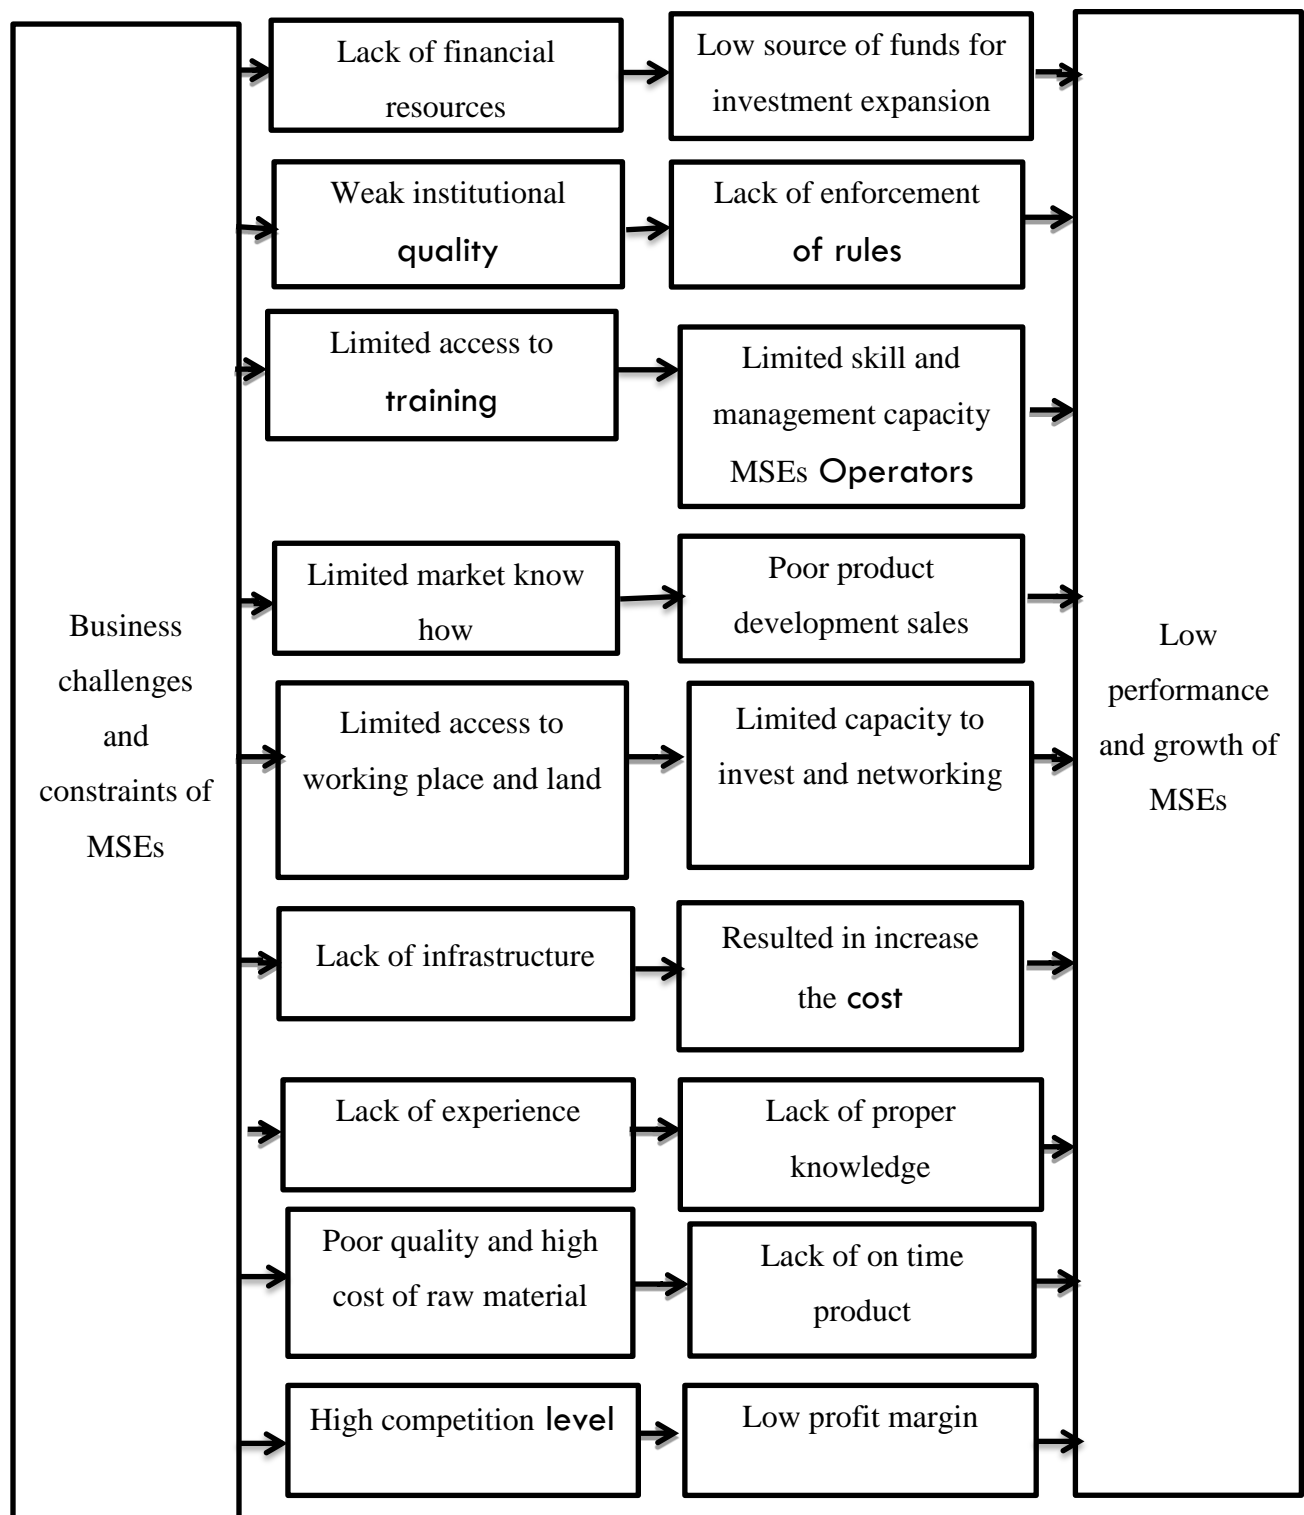 Business
challenges
and
constraints of
MSEs
Lack of financial
resources
Low source of funds for
investment expansion
Weak institutional
quality
Lack of enforcement
of rules
Limited access to
training
Limited skill and
management capacity
MSEs Operators
Limited market know
how
Poor product
development sales
Limited access to
working place and land
Limited capacity to
invest and networking
Lack of infrastructure
Resulted in increase
the cost
Lack of experience
Lack of proper
knowledge
Poor quality and high
cost of raw material
Lack of on time
product
High competition level
Low profit margin
Low
performance
and growth of
MSEs